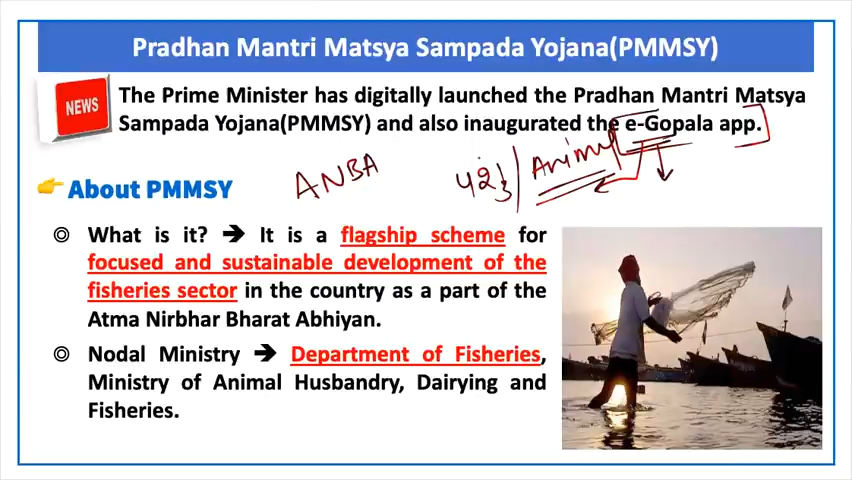 Pradhan Mantri Matsya Sampada Yojana(PMMSY)
NEWS
The Prime Minister has digitally launched the Pradhan Mantri Matsya
Sampada Yojana(PMMSY) and also inaugurated the e-Gopala app.
ANBA
About PMMSY
What is it? → It is a flagship scheme for
focused and sustainable development of the
fisheries sector in the country as a part of the
Atma Nirbhar Bharat Abhiyan.
Nodal Ministry → Department of Fisheries,
Ministry of Animal Husbandry, Dairying and
Fisheries.